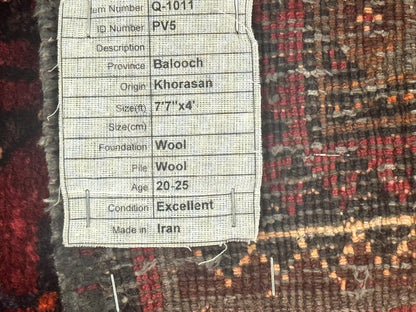 Item Number Q-1011
ID Number PV5
Description
Province Balooch
Origin Khorasan
Size(ft) 7'7"x4'
Size(cm)
Foundation Wool
Pile Wool
Age 20-25
Condition Excellent
Made in Iran